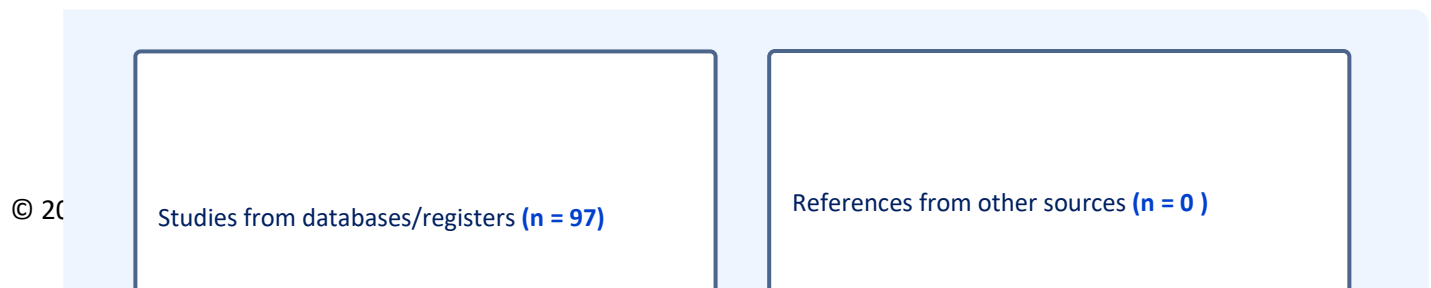 References from other sources (n = 0 )
© 20
Studies from databases/registers (n = 97)